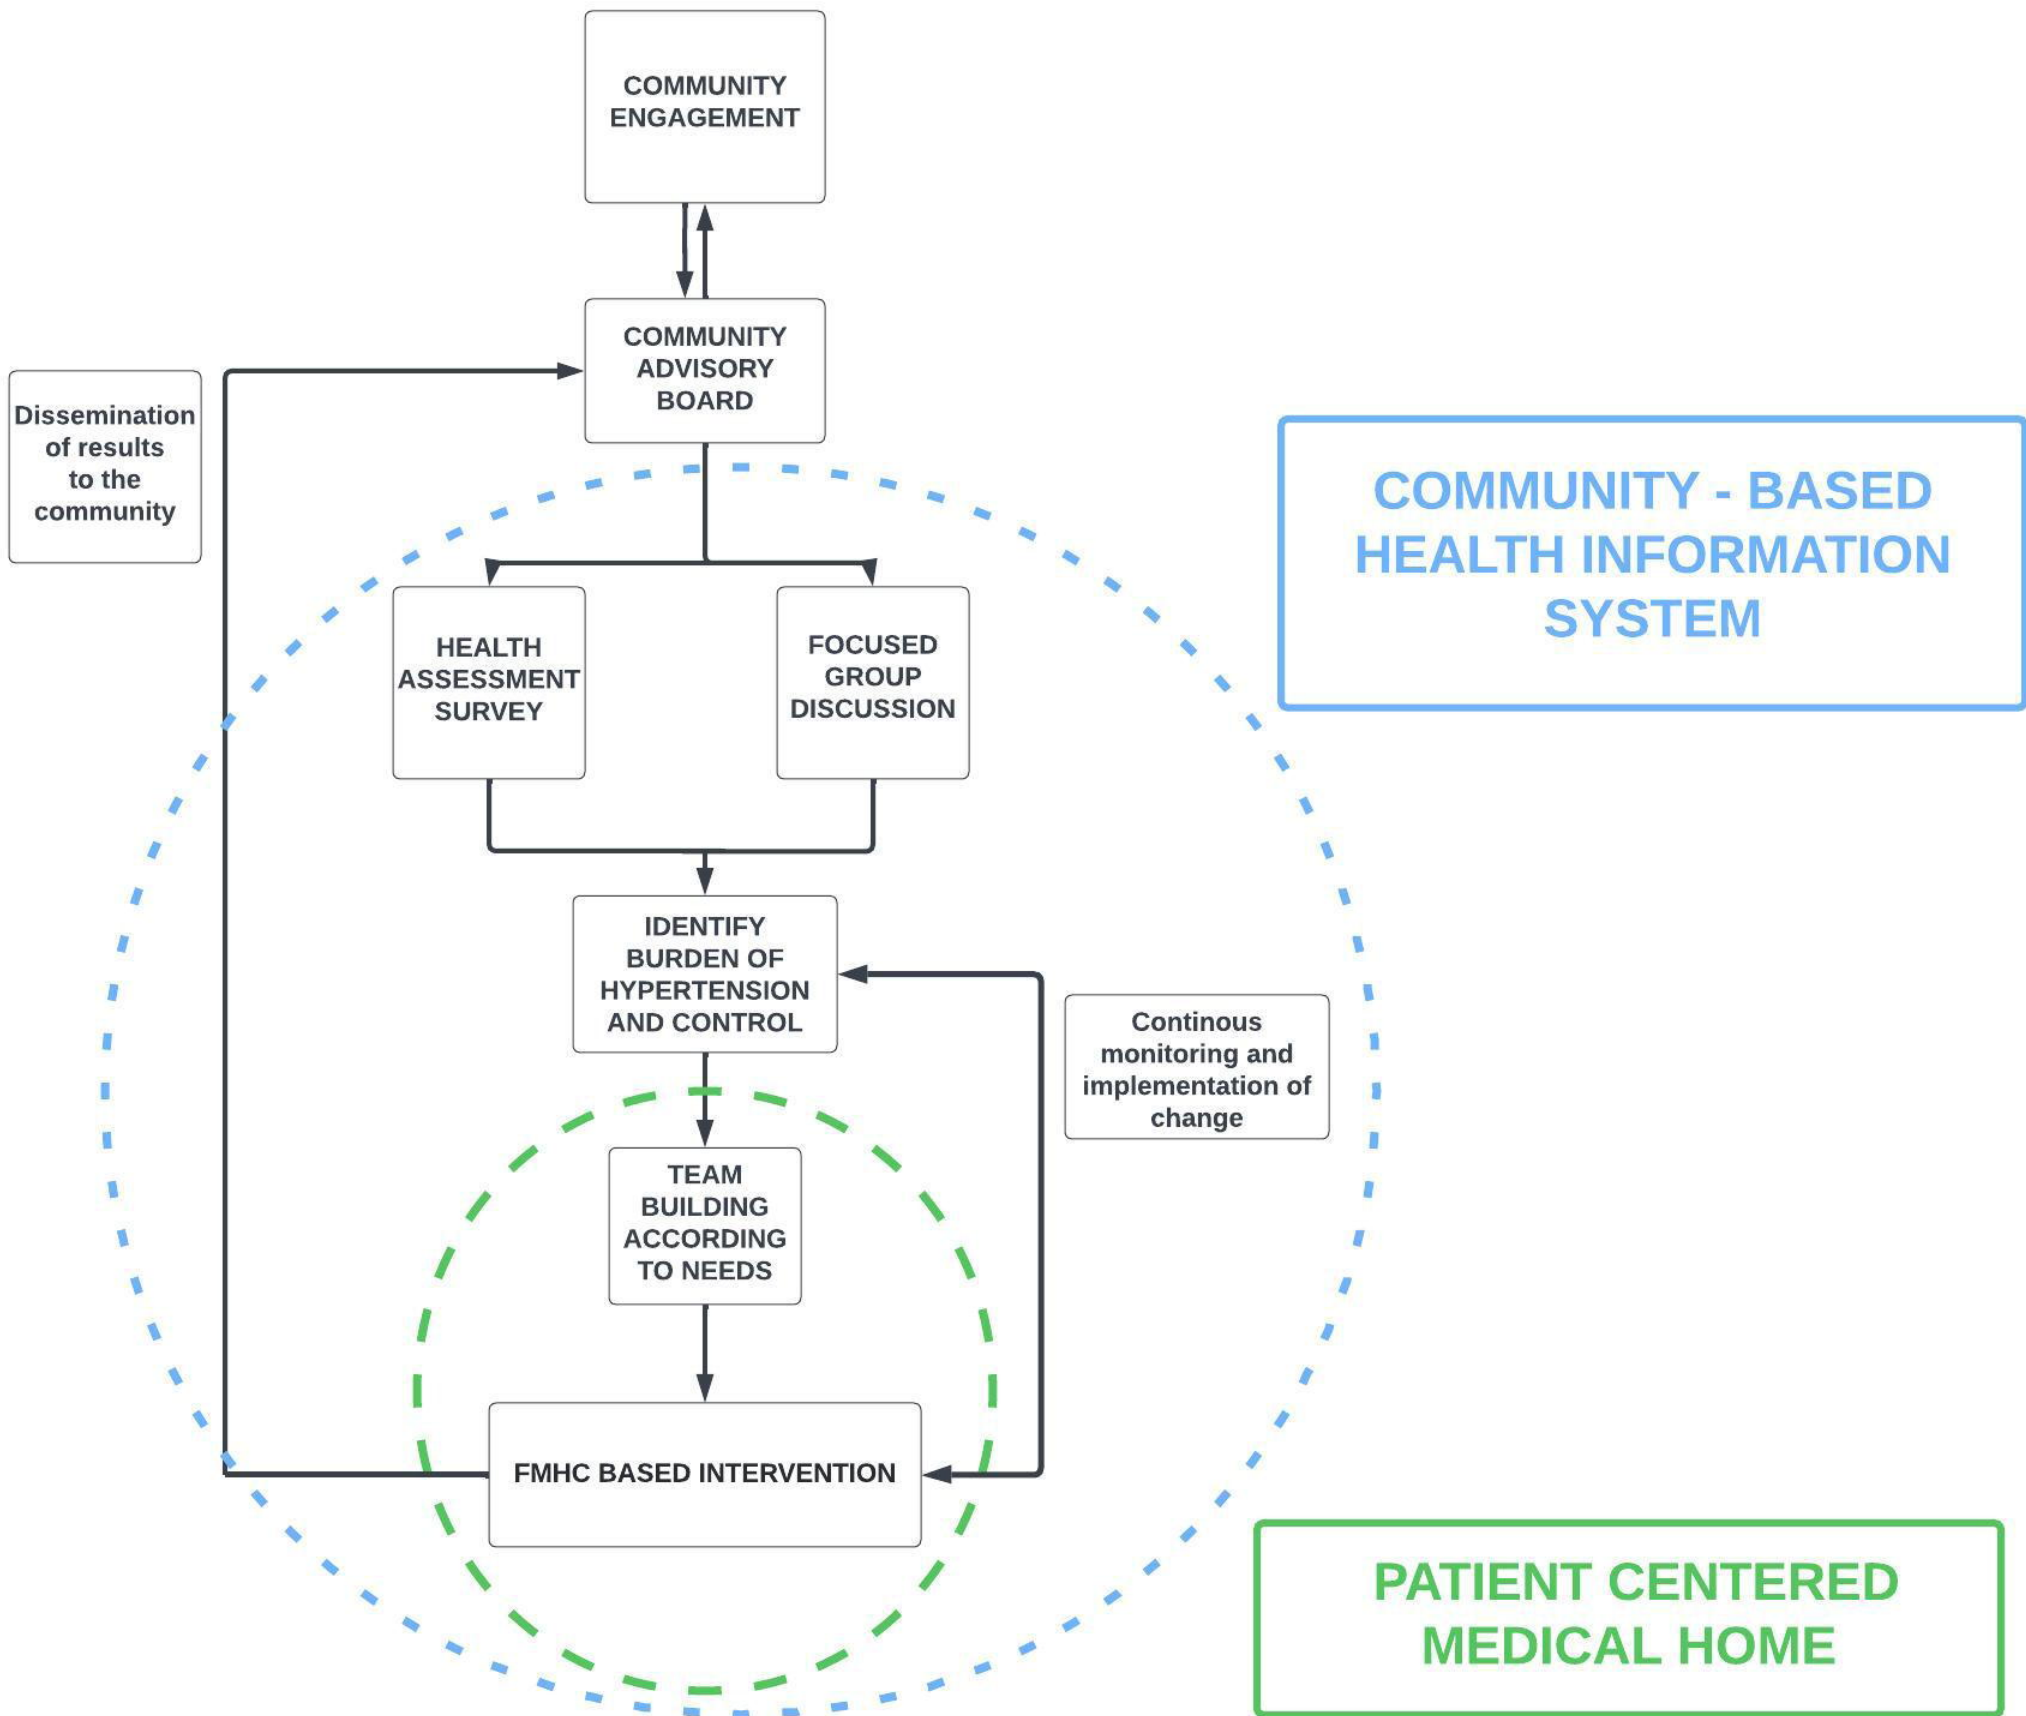 COMMUNITY
ENGAGEMENT
COMMUNITY
ADVISORY
BOARD
Dissemination
of results
to the
community
COMMUNITY - BASED
HEALTH INFORMATION
SYSTEM
HEALTH
ASSESSMENT
SURVEY
FOCUSED
GROUP
DISCUSSION
IDENTIFY
BURDEN OF
HYPERTENSION
AND CONTROL
Continous
monitoring and
implementation of
change
TEAM
BUILDING
ACCORDING
TO NEEDS
FMHC BASED INTERVENTION
PATIENT CENTERED
MEDICAL HOME